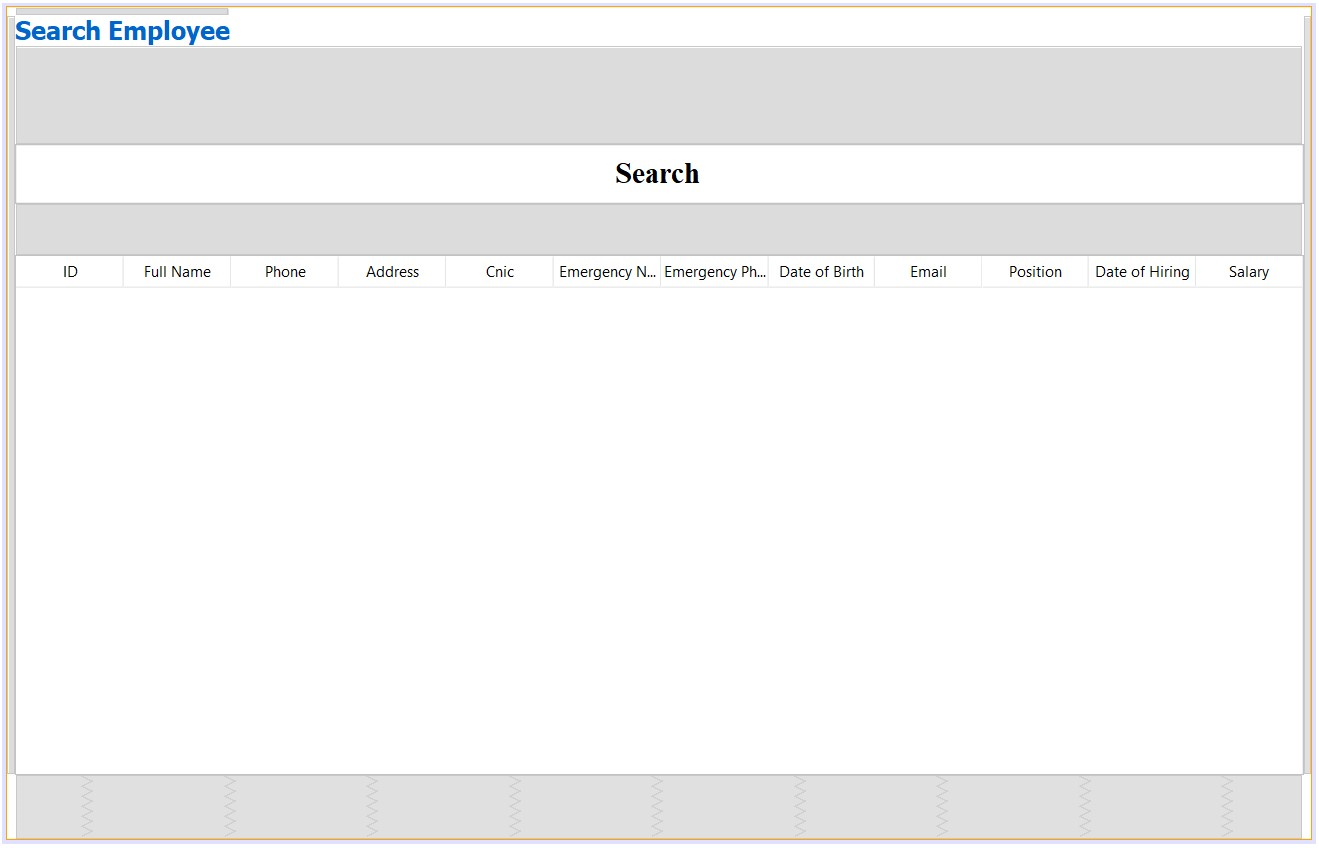 Search Employee
Search
ID Full Name Phone Address Cnic Emergency N... Emergency Ph... Date of Birth Email Position Date of Hiring Salary